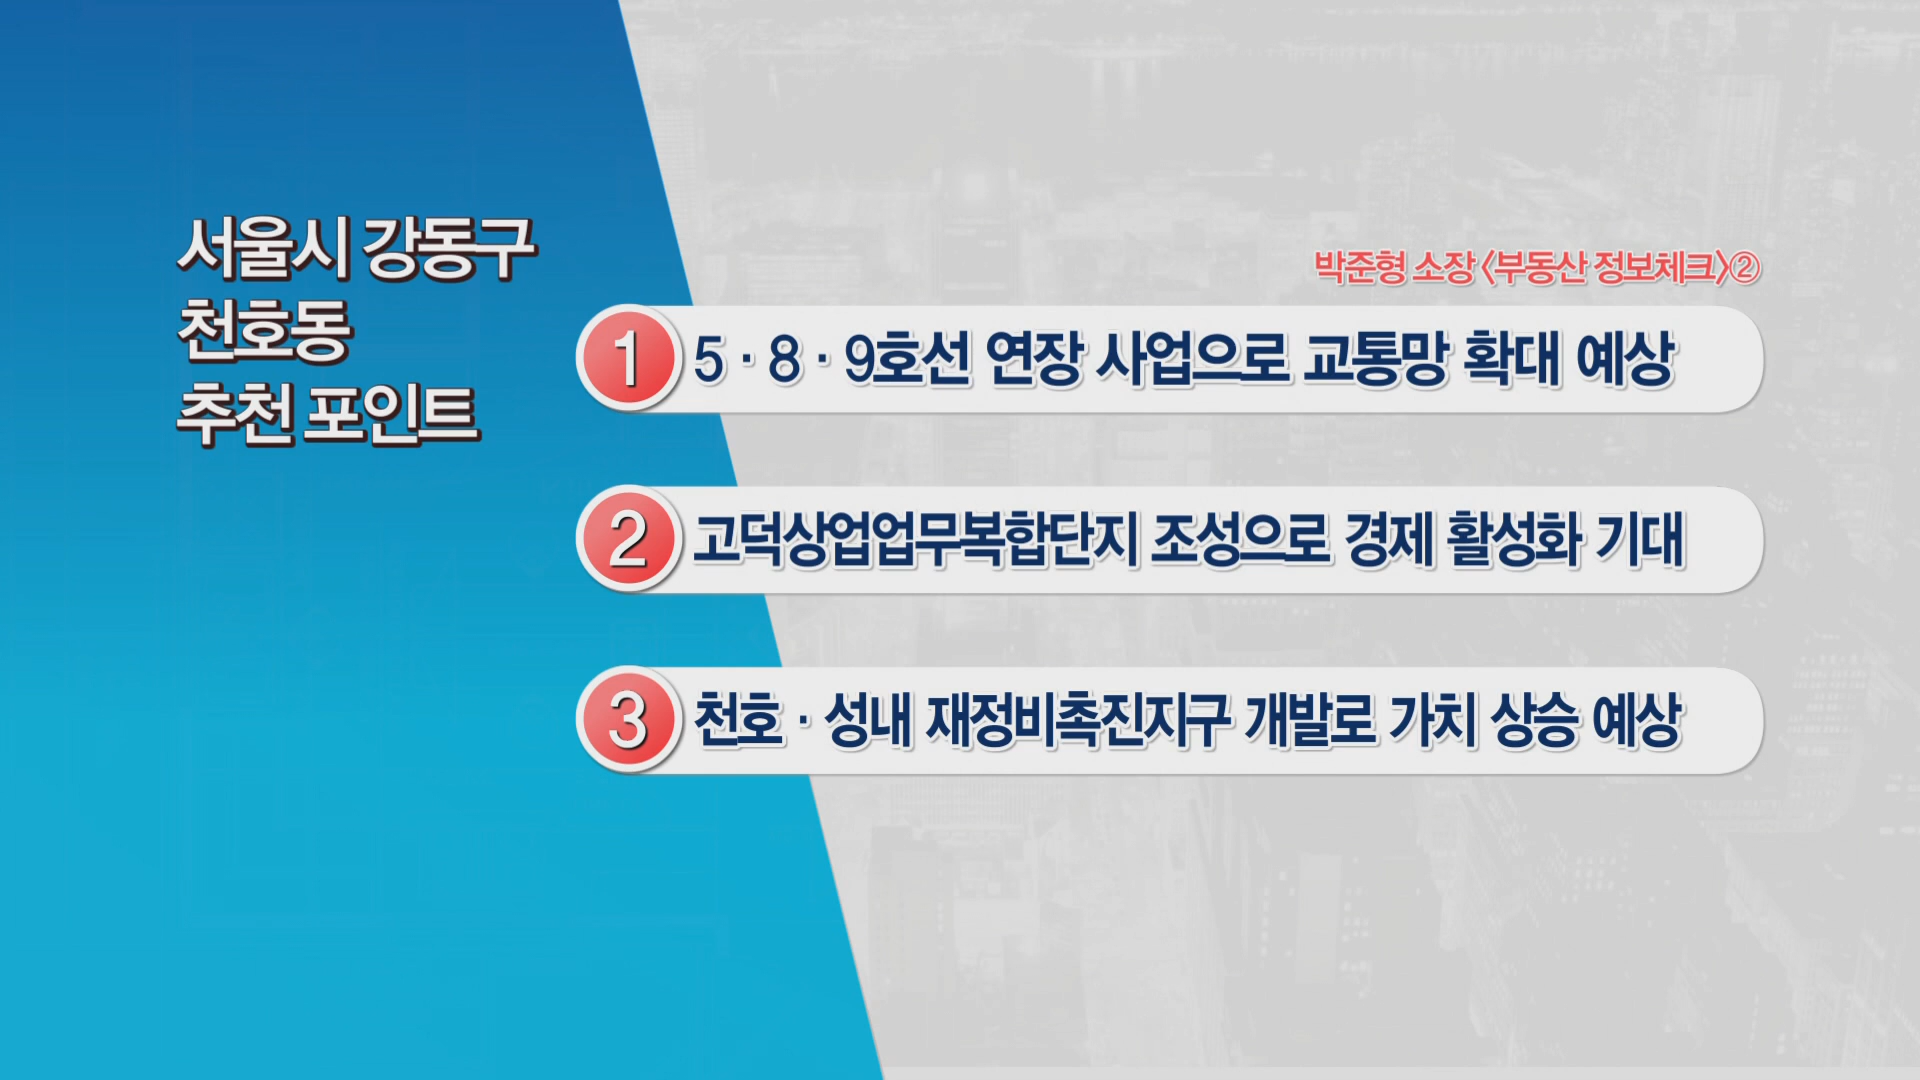 서울시 강동구
천호동
추천 포인트
박준형 소장 <부동산 정보체크>②
1 5·8·9호선 연장 사업으로 교통망 확대 예상
2 고덕상업업무복합단지 조성으로 경제 활성화 기대
3 천호·성내 재정비촉진지구 개발로 가치 상승 예상